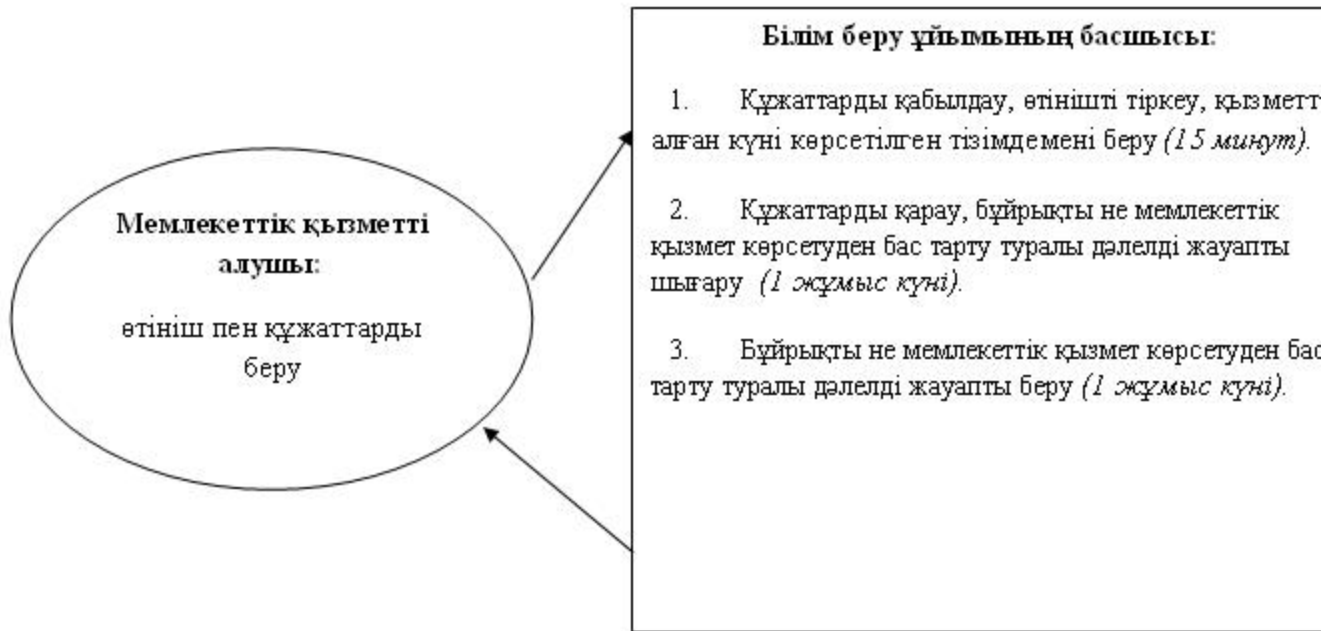 Мемлекеттік қызметті
алушы:
өтініш пен құжаттарды
беру
Білім беру ұйымының басшысы:
1. Құжаттарды қабылдау, өтінішті тіркеу, қызметт
алған күні көрсетілген тізімдемені беру (15 минут).
2. Құжаттарды қарау, бұйрықты не мемлекеттік
қызмет көрсетуден бас тарту туралы дәлелді жауапты
шығару (1 жұмыс күні).
3. Бұйрықты не мемлекеттік қызмет көрсетуден бас
тарту туралы дәлелді жауапты беру (1 жұмыс күні).